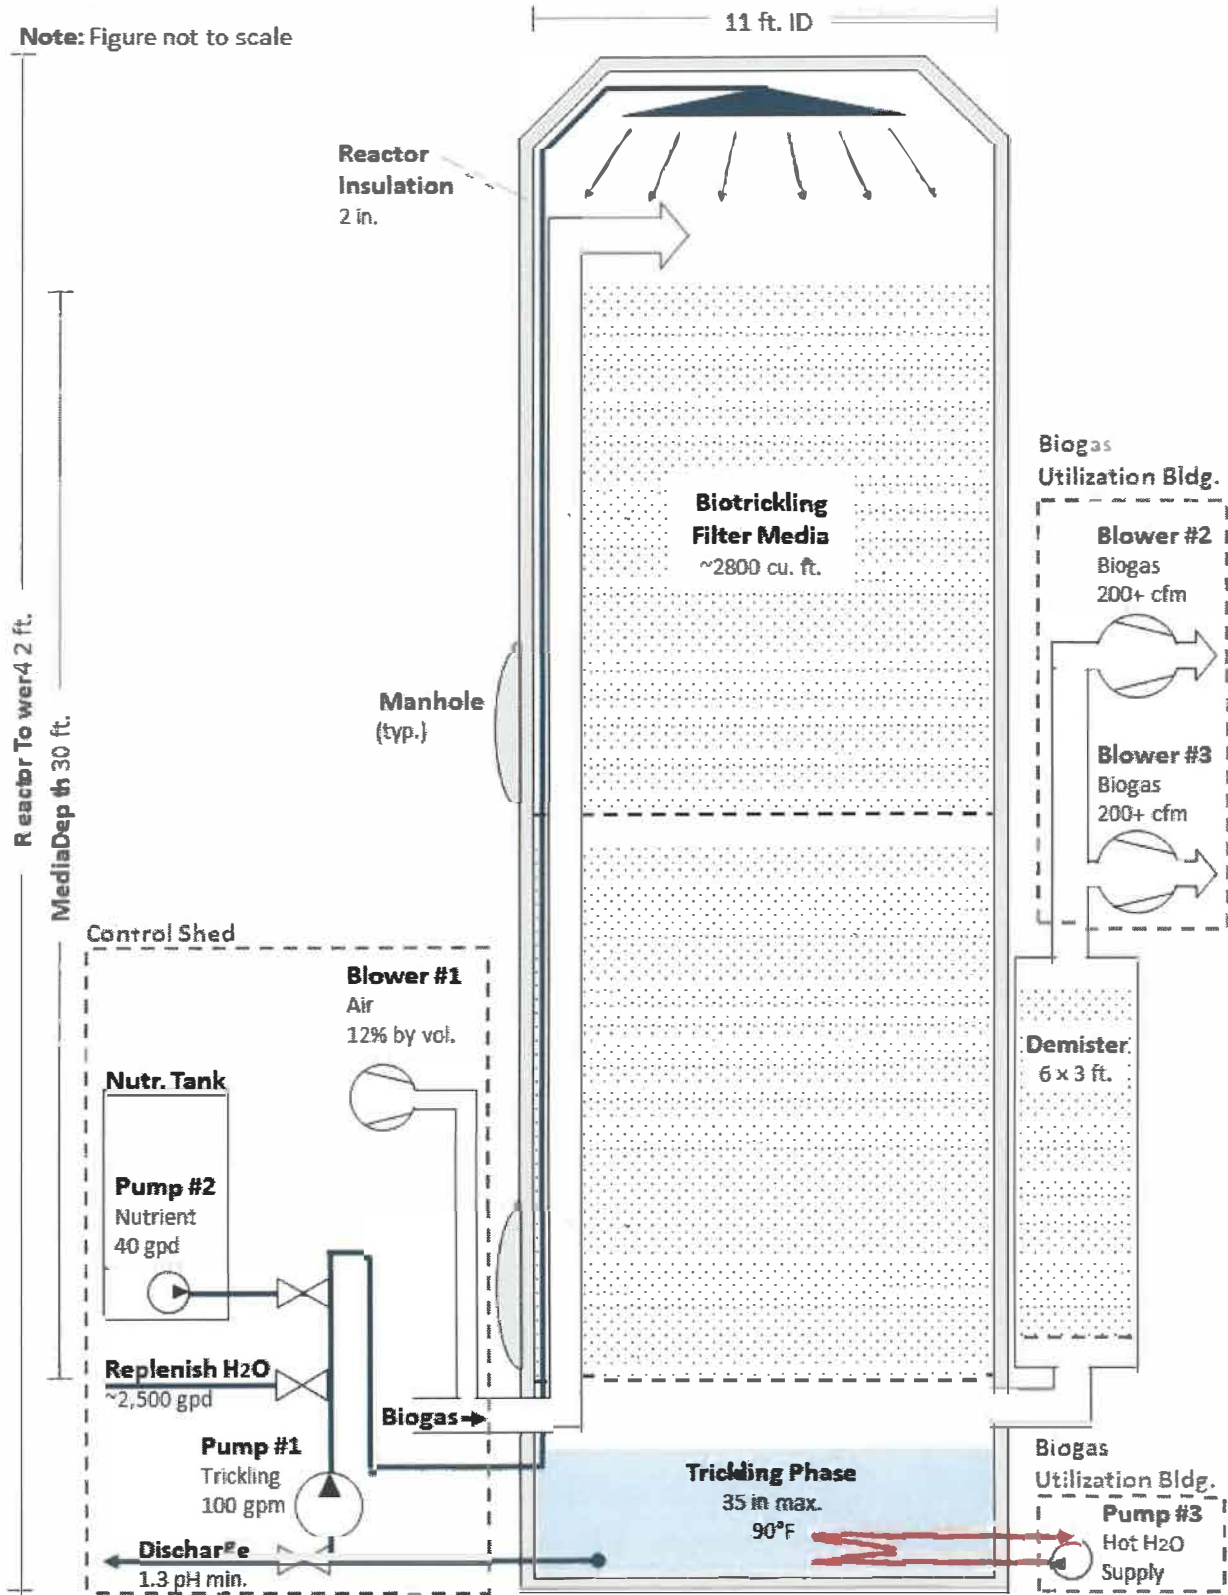 11 ft. ID
Note: Figure not to scale
Reactor
Insulation
2 in.
Biotrickling
Filter Media
~2800 cu. ft.
Biogas
Utilization Bldg.
Blower #2
Biogas
200+ cfm
Blower #3
Biogas
200+ cfm
Manhole
(typ.)
Reactor Tower 42 ft.
Media Depth 30 ft.
Control Shed
Blower #1
Air
12% by vol.
Demister
6 x 3 ft.
Nutr. Tank
Pump #2
Nutrient
40 gpd
Replenish H2O
~2,500 gpd
Biogas
Pump #1
Trickling
100 gpm
Discharge
1.3 pH min.
Trickling Phase
35 in max.
90°F
Biogas
Utilization Bldg.
Pump #3
Hot H2O
Supply